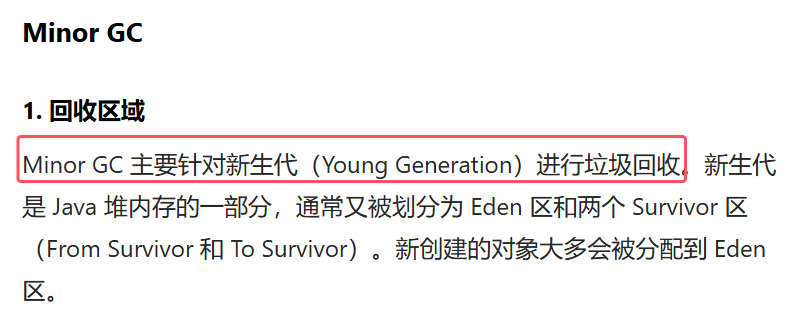 Minor GC
1. 回收区域
Minor GC 主要针对新生代（Young Generation）进行垃圾回收。新生代
是 Java 堆内存的一部分，通常又被划分为 Eden 区和两个 Survivor 区
（From Survivor 和 To Survivor）。新创建的对象大多会被分配到 Eden
区。